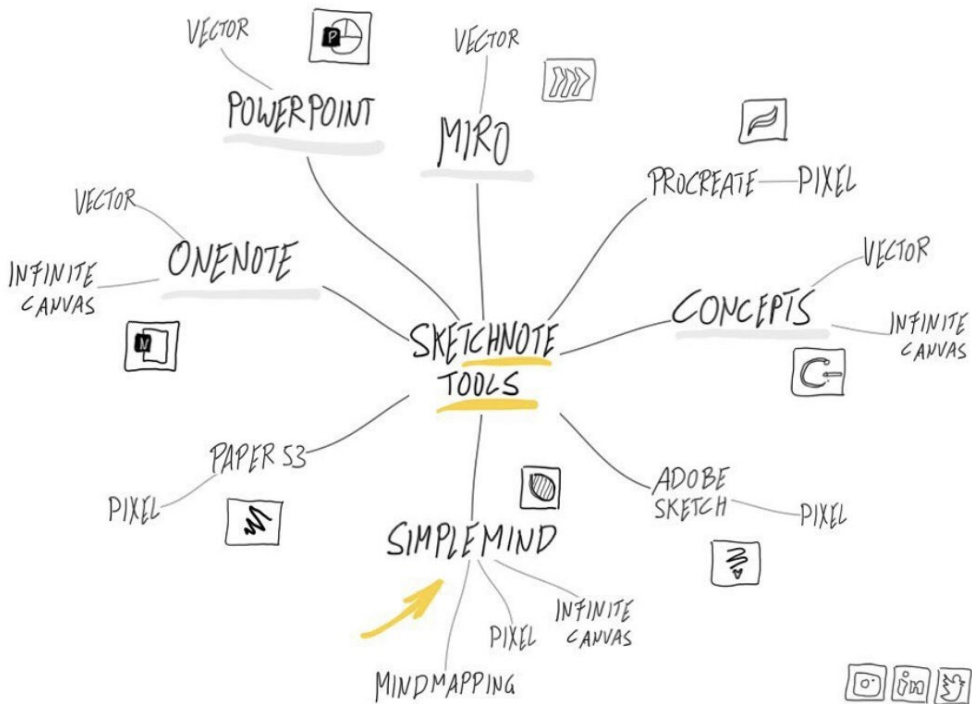 VECTOR
P
POWERPOINT
VECTOR
MIRO
PROCREATE
PIXEL
VECTOR
INFINITE
CANVAS
ONENOTE
N
VECTOR
CONCEPTS
INFINITE
CANVAS
SKETCHNOTE
TOOLS
PAPER 53
PIXEL
ADOBE
SKETCH
PIXEL
SIMPLEMIND
INFINITE
CANVAS
PIXEL
MINDMAPPING
in